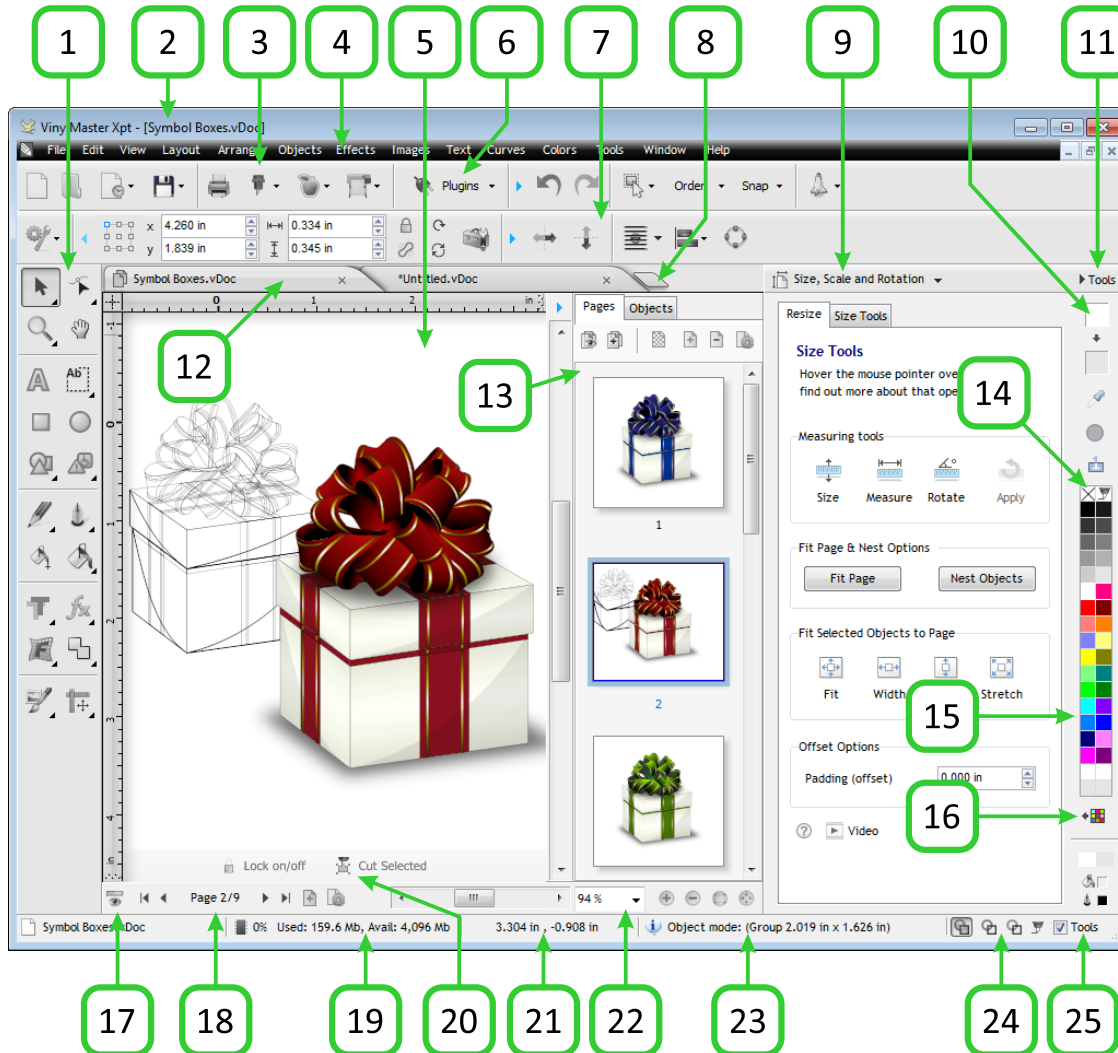 1 2 3 4 5 6 7 8 9 10 11
Viny Master Xpt - [Symbol Boxes.vDoc]
File Edit View Layout Arrange Objects Effects Images Text Curves Colors Tools Window Help
Plugins Order Snap
x 4.260 in 0.334 in
y 1.839 in 0.345 in
Symbol Boxes.vDoc × *Untitled.vDoc × Size, Scale and Rotation Tools
0 1 2 in
Pages Objects
Resize Size Tools
Size Tools
Hover the mouse pointer ove
find out more about that ope
12
13
14
Ab
Measuring tools
Size Measure Rotate Apply
1
Fit Page & Nest Options
Fit Page Nest Objects
Fit Selected Objects to Page
Fit Width Stretch
2
15
Offset Options
Padding (offset) 0.000 in
16
Video
Lock on/off Cut Selected
Page 2/9 94 %
Symbol Boxes.vDoc 0% Used: 159.6 Mb, Avail: 4,096 Mb 3.304 in , -0.908 in Object mode: (Group 2.019 in x 1.626 in) Tools
17 18 19 20 21 22 23 24 25